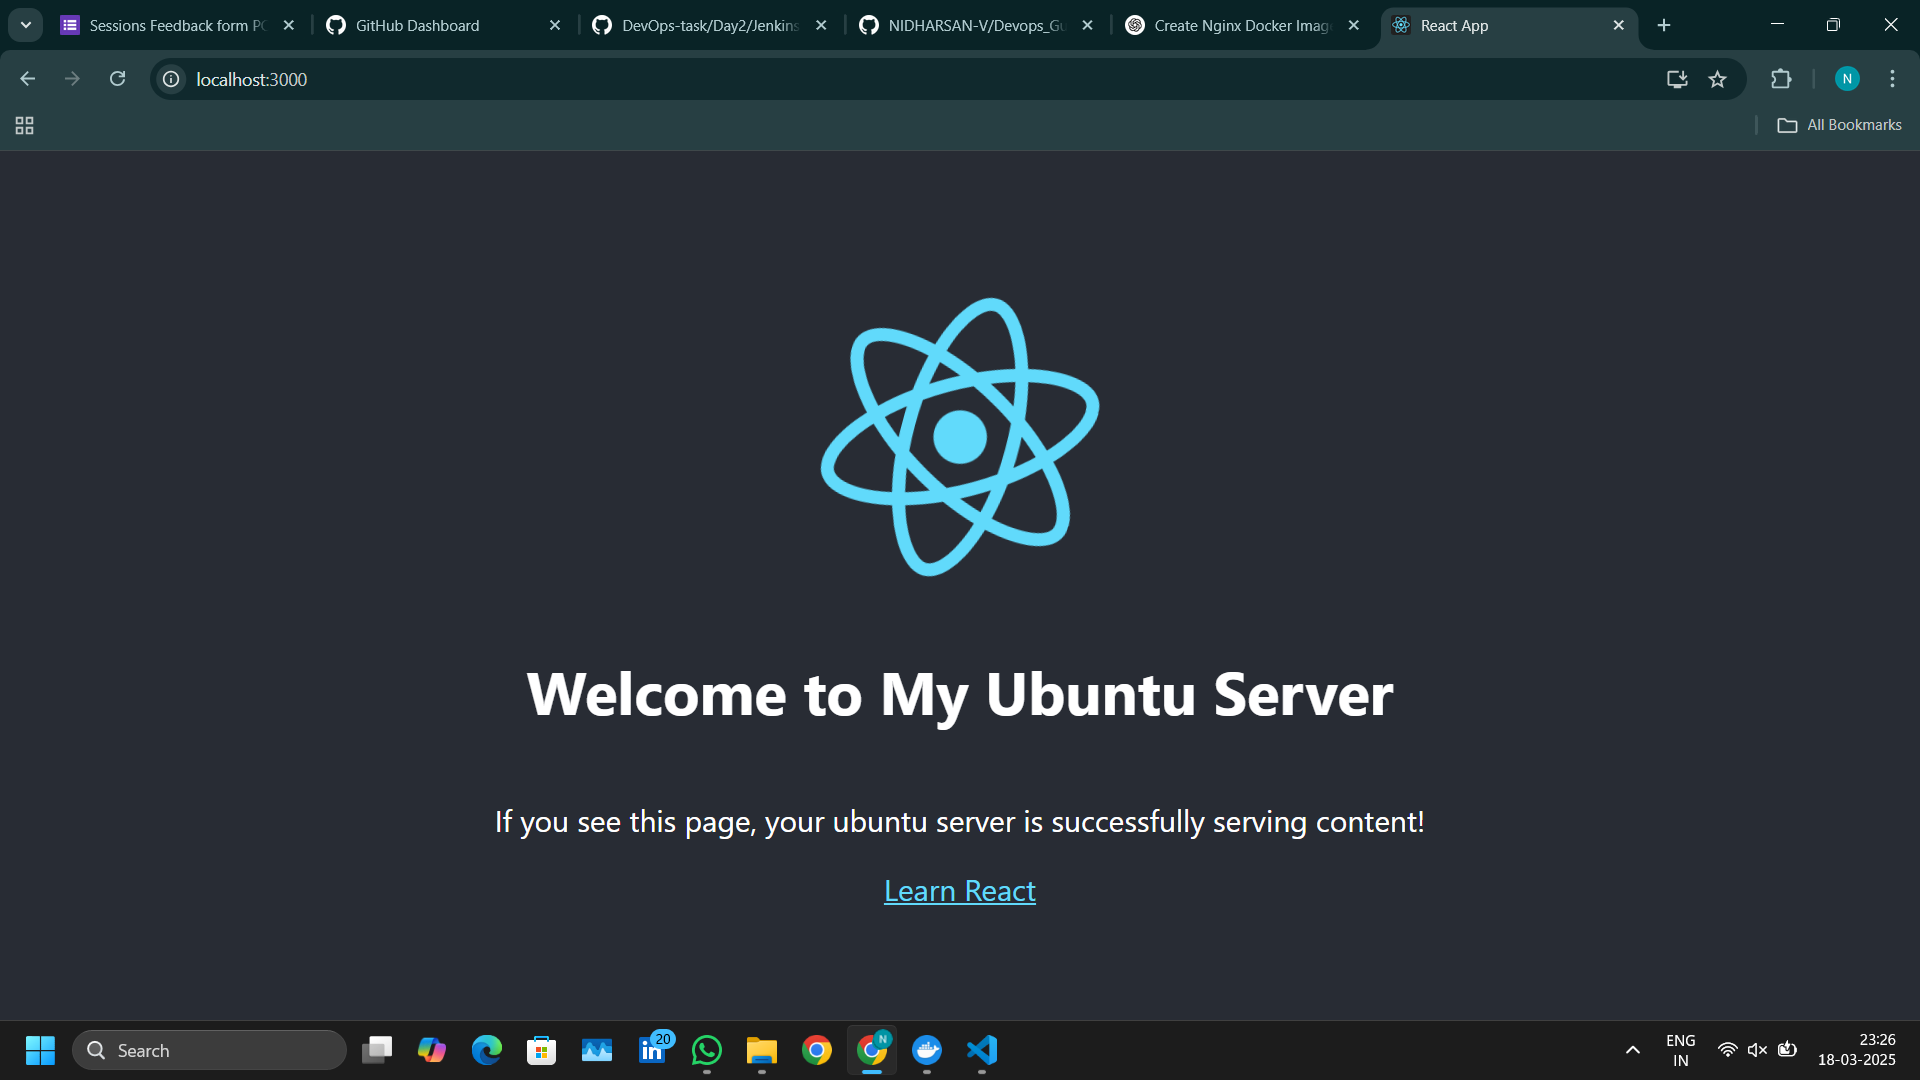 Sessions Feedback form PC
GitHub Dashboard
DevOps-task/Day2/Jenkins
NIDHARSAN-V/Devops_Gu
Create Nginx Docker Image
React App
localhost:3000
N
All Bookmarks
Welcome to My Ubuntu Server
If you see this page, your ubuntu server is successfully serving content!
Learn React
Search
20
N
ENG
IN
23:26
18-03-2025